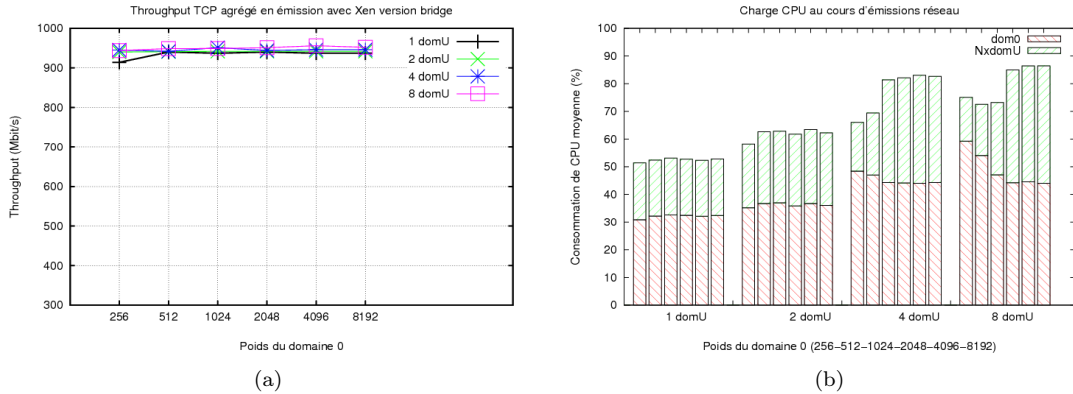 Throughput TCP agrégé en émission avec Xen version bridge
1000
900
800
700
600
500
400
300
Throughput (Mbit/s)
256 512 1024 2048 4096 8192
Poids du domaine 0
1 domU
2 domU
4 domU
8 domU
(a)
Charge CPU au cours d'émissions réseau
100
90
80
70
60
50
40
30
20
10
0
Consommation de CPU moyenne (%)
dom0
NxdomU
1 domU 2 domU 4 domU 8 domU
Poids du domaine 0 (256−512−1024−2048−4096−8192)
(b)